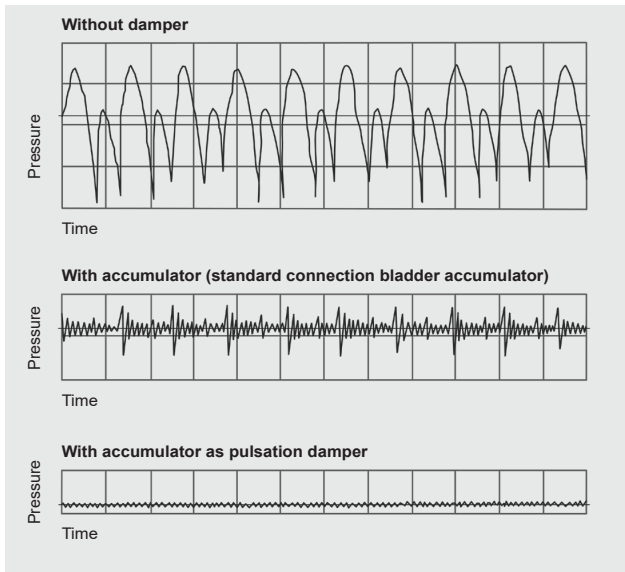 Without damper
Pressure
Time
With accumulator (standard connection bladder accumulator)
Pressure
Time
With accumulator as pulsation damper
Pressure
Time